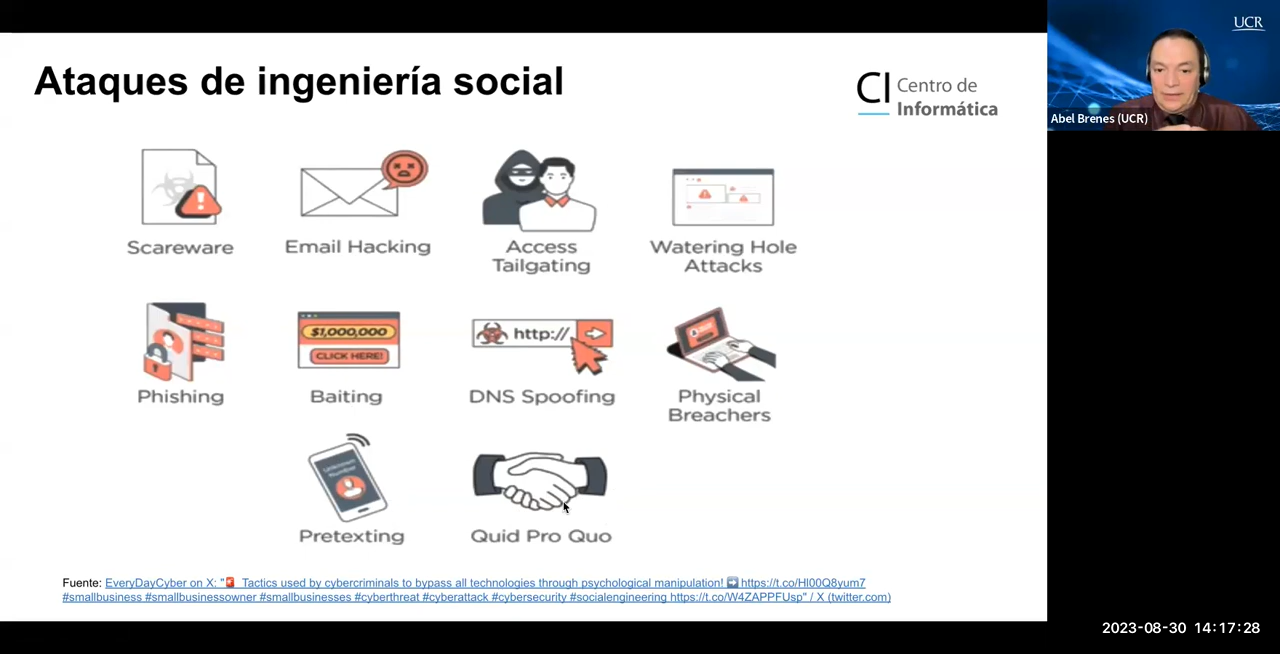 Ataques de ingeniería social
CI Centro de
Informática
UCR
Abel Brenes (UCR)
Scareware
Email Hacking
Access
Tailgating
Watering Hole
Attacks
$1,000,000
CLICK HERE!
http://
Phishing
Baiting
DNS Spoofing
Physical
Breachers
Unknown
Number
Pretexting
Quid Pro Quo
Fuente: EveryDayCyber on X: "🚨 Tactics used by cybercriminals to bypass all technologies through psychological manipulation! ➡️https://t.co/Hl00Q8yum7
#smallbusiness #smallbusinessowner #smallbusinesses #cyberthreat #cyberattack #cybersecurity #socialengineering https://t.co/W4ZAPPFUsp" / X (twitter.com)
2023-08-30 14:17:28